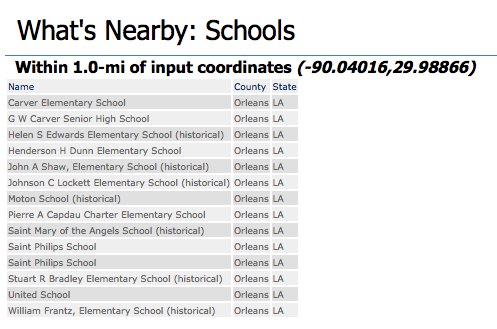 What's Nearby: Schools
Within 1.0-mi of input coordinates (-90.04016,29.98866)
Name County State
Carver Elementary School Orleans LA
G W Carver Senior High School Orleans LA
Helen S Edwards Elementary School (historical) Orleans LA
Henderson H Dunn Elementary School Orleans LA
John A Shaw, Elementary School (historical) Orleans LA
Johnson C Lockett Elementary School (historical) Orleans LA
Moton School (historical) Orleans LA
Pierre A Capdau Charter Elementary School Orleans LA
Saint Mary of the Angels School (historical) Orleans LA
Saint Philips School Orleans LA
Saint Philips School Orleans LA
Stuart R Bradley Elementary School (historical) Orleans LA
United School Orleans LA
William Frantz, Elementary School (historical) Orleans LA